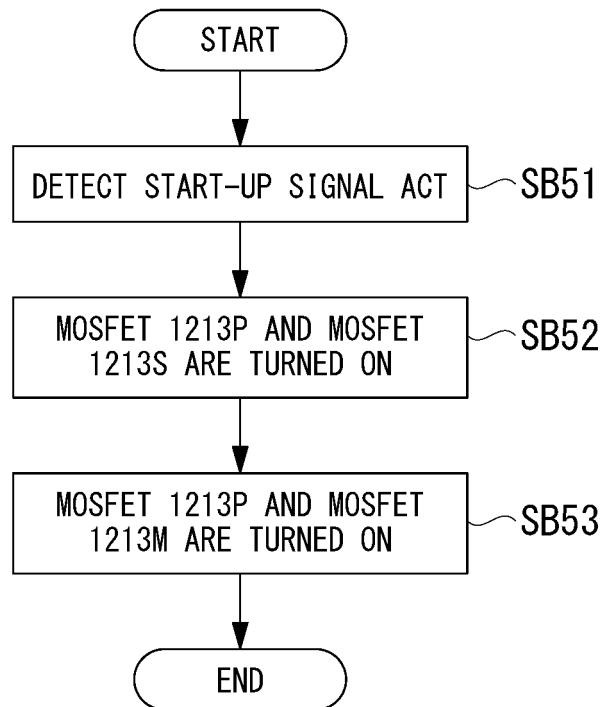 START
DETECT START-UP SIGNAL ACT
SB51
MOSFET 1213P AND MOSFET
1213S ARE TURNED ON
SB52
MOSFET 1213P AND MOSFET
1213M ARE TURNED ON
SB53
END